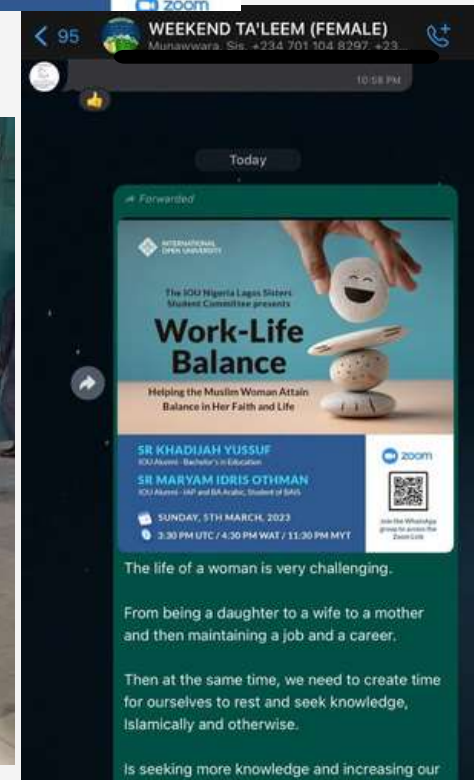 zoom
95
WEEKEND TA'LEEM (FEMALE)
Munawwara, Sis, +234 701 104 8297, +23...
10:58 PM
Today
Forwarded
INTERNATIONAL
OPEN UNIVERSITY
The IOU Nigeria Lagos Sisters
Student Committee presents
Work-Life
Balance
Helping the Muslim Woman Attain
Balance in Her Faith and Life
SR KHADIJAH YUSSUF
IOU Alumni - Bachelor's in Education
SR MARYAM IDRIS OTHMAN
IOU Alumni - IAP and BA Arabic, Student of BAIS
SUNDAY, 5TH MARCH, 2023
3:30 PM UTC / 4:30 PM WAT / 11:30 PM MYT
zoom
Join the WhatsApp
group to access the
Zoom Link
The life of a woman is very challenging.
From being a daughter to a wife to a mother
and then maintaining a job and a career.
Then at the same time, we need to create time
for ourselves to rest and seek knowledge,
Islamically and otherwise.
Is seeking more knowledge and increasing our